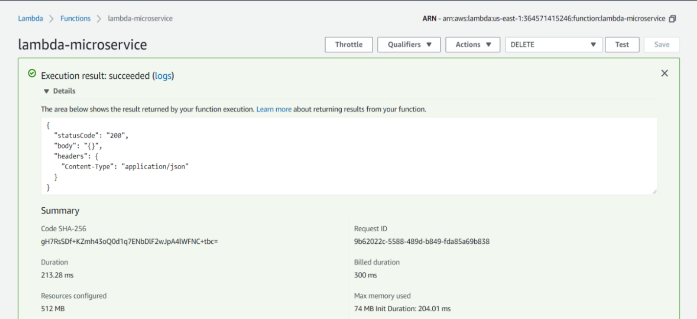 Lambda > Functions > lambda-microservice
ARN - arn:aws:lambda:us-east-1:364571415246:function:lambda-microservice
lambda-microservice
Throttle
Qualifiers
Actions
DELETE
Test
Save
Execution result: succeeded (logs)
Details
The area below shows the result returned by your function execution. Learn more about returning results from your function.
{
"statusCode": "200",
"body": "{}",
"headers": {
"Content-Type": "application/json"
}
}
Summary
Code SHA-256
gH7RsSDf+KZmh43oQ0d1q7ENbDlF2wJpA4lWFNC+tbc=
Request ID
9b62022c-5588-489d-b849-fda85a69b838
Duration
213.28 ms
Billed duration
300 ms
Resources configured
512 MB
Max memory used
74 MB Init Duration: 204.01 ms